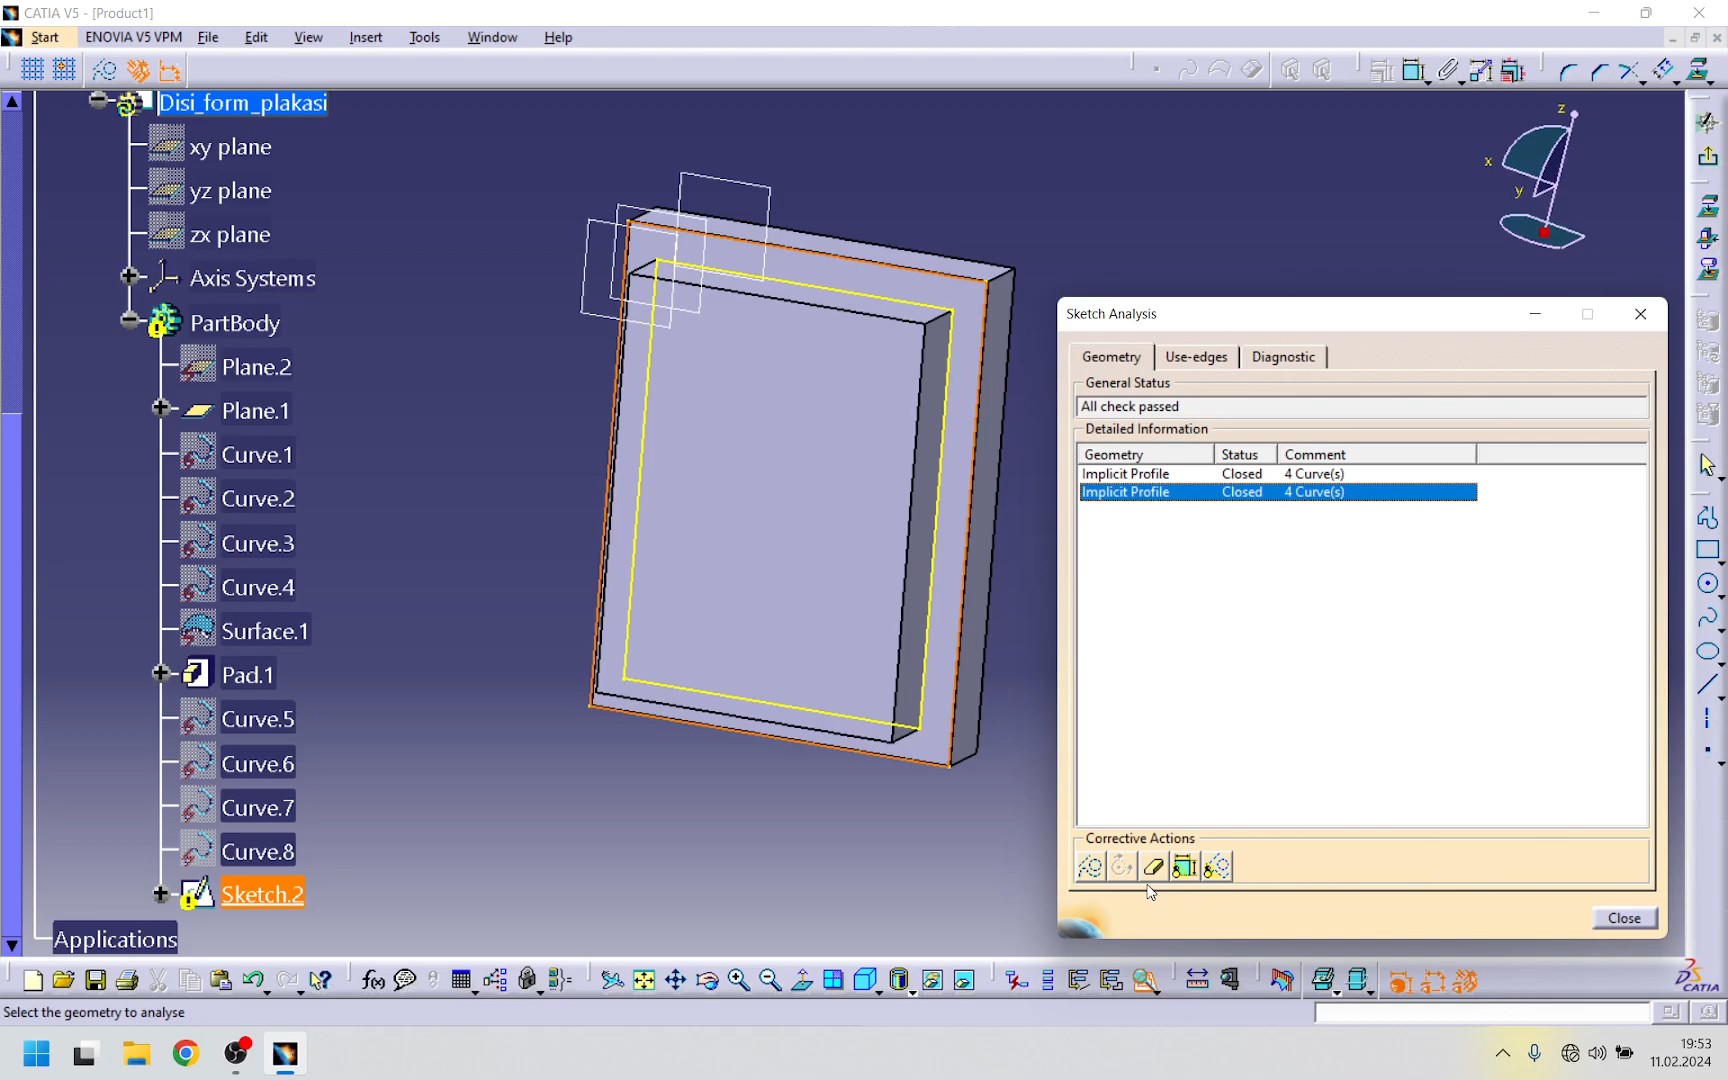 CATIA V5 - [Product1]
Start ENOVIA V5 VPM File Edit View Insert Tools Window Help
Disi_form_plakasi
xy plane
yz plane
zx plane
Axis Systems
PartBody
Plane.2
Plane.1
Curve.1
Curve.2
Curve.3
Curve.4
Surface.1
Pad.1
Curve.5
Curve.6
Curve.7
Curve.8
Sketch.2
Applications
z
x
y
Sketch Analysis
Geometry Use-edges Diagnostic
General Status
All check passed
Detailed Information
Geometry Status Comment
Implicit Profile Closed 4 Curve(s)
Implicit Profile Closed 4 Curve(s)
Corrective Actions
Close
f(x)
CATIA
Select the geometry to analyse
19:53
11.02.2024